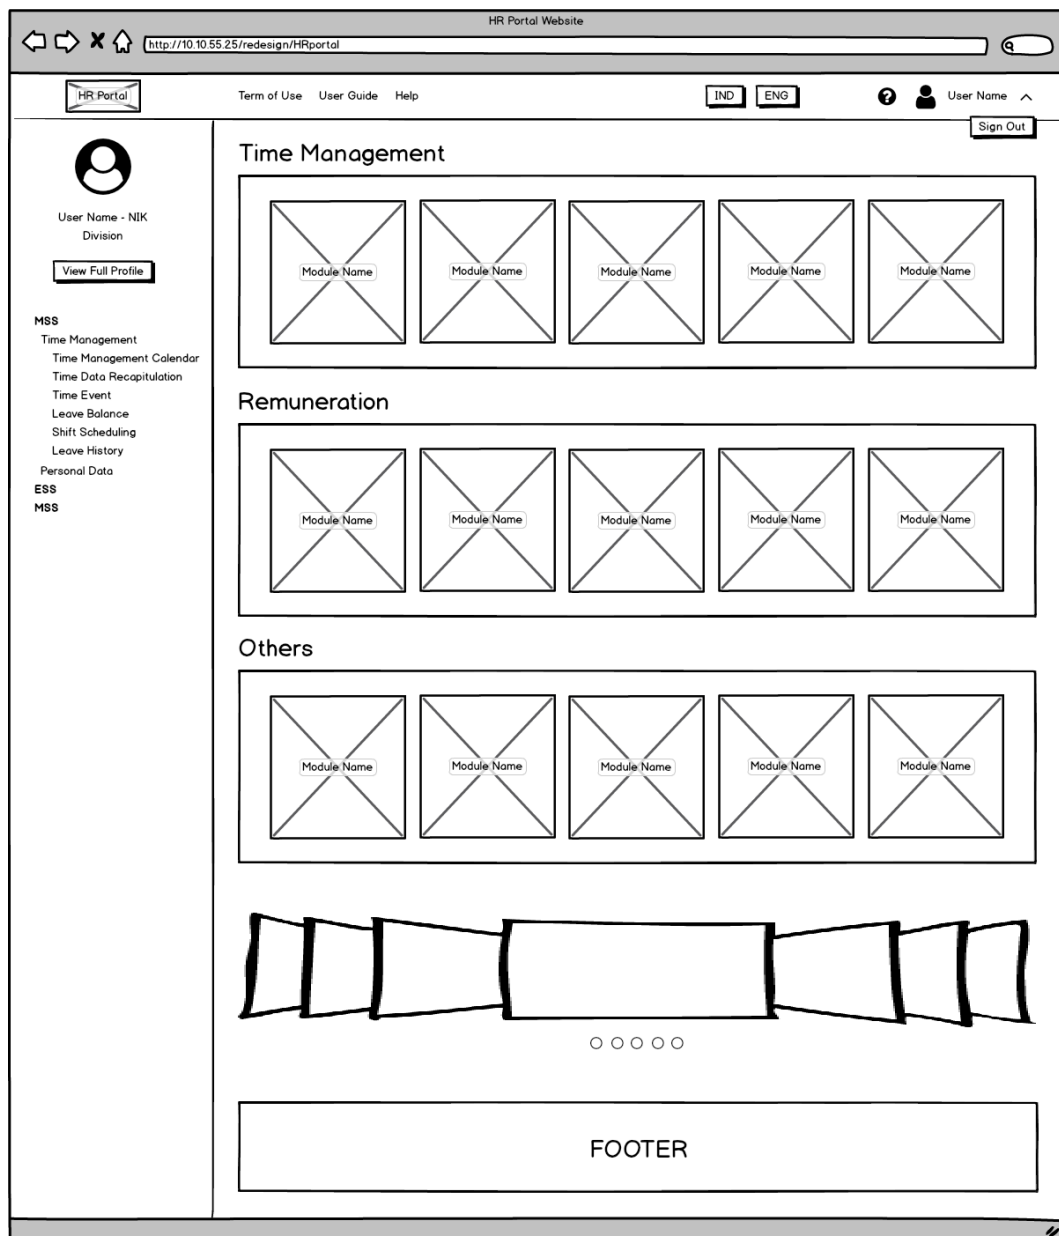 HR Portal Website
http://10.10.55.25/redesign/HRportal
HR Portal
Term of Use User Guide Help
IND ENG
? User Name
Sign Out
User Name - NIK
Division
View Full Profile
MSS
Time Management
Time Management Calendar
Time Data Recapitulation
Time Event
Leave Balance
Shift Scheduling
Leave History
Personal Data
ESS
MSS
Time Management
Module Name Module Name Module Name Module Name Module Name
Remuneration
Module Name Module Name Module Name Module Name Module Name
Others
Module Name Module Name Module Name Module Name Module Name
FOOTER